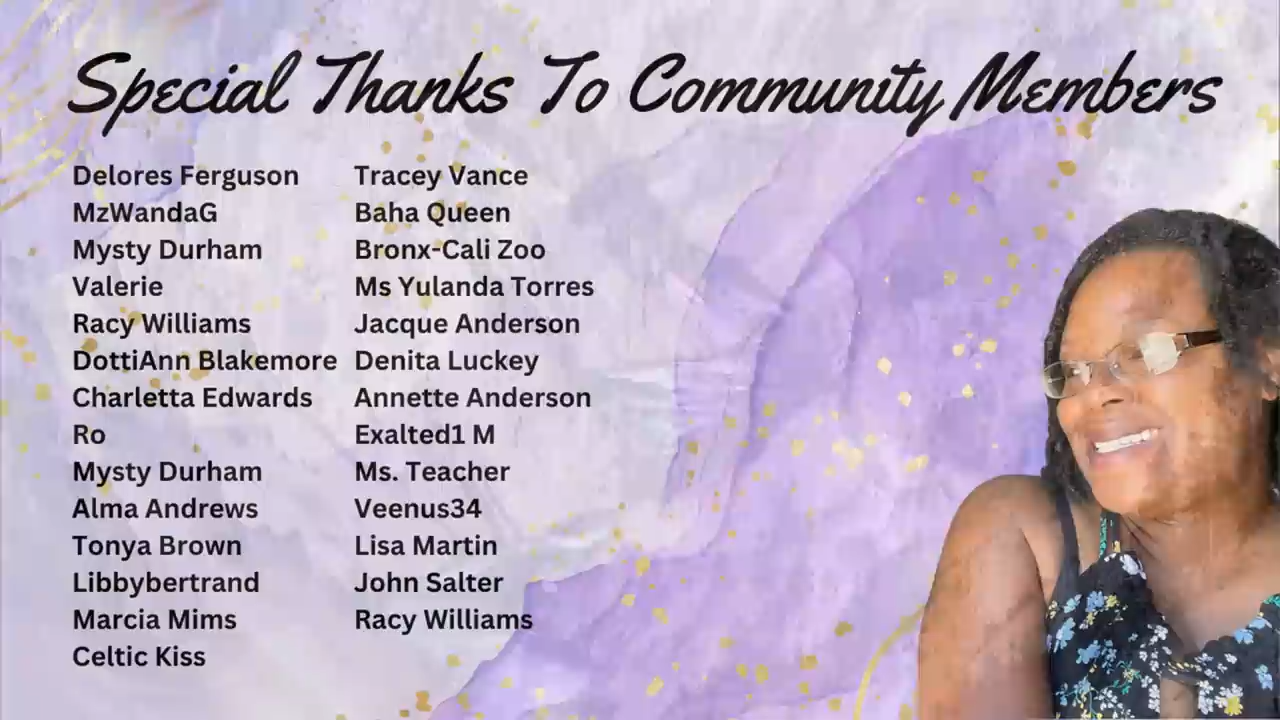 Special Thanks To Community Members
Delores Ferguson
MzWandaG
Mysty Durham
Valerie
Racy Williams
DottiAnn Blakemore
Charletta Edwards
Ro
Mysty Durham
Alma Andrews
Tonya Brown
Libbybertrand
Marcia Mims
Celtic Kiss
Tracey Vance
Baha Queen
Bronx-Cali Zoo
Ms Yulanda Torres
Jacque Anderson
Denita Luckey
Annette Anderson
Exalted1 M
Ms. Teacher
Veenus34
Lisa Martin
John Salter
Racy Williams